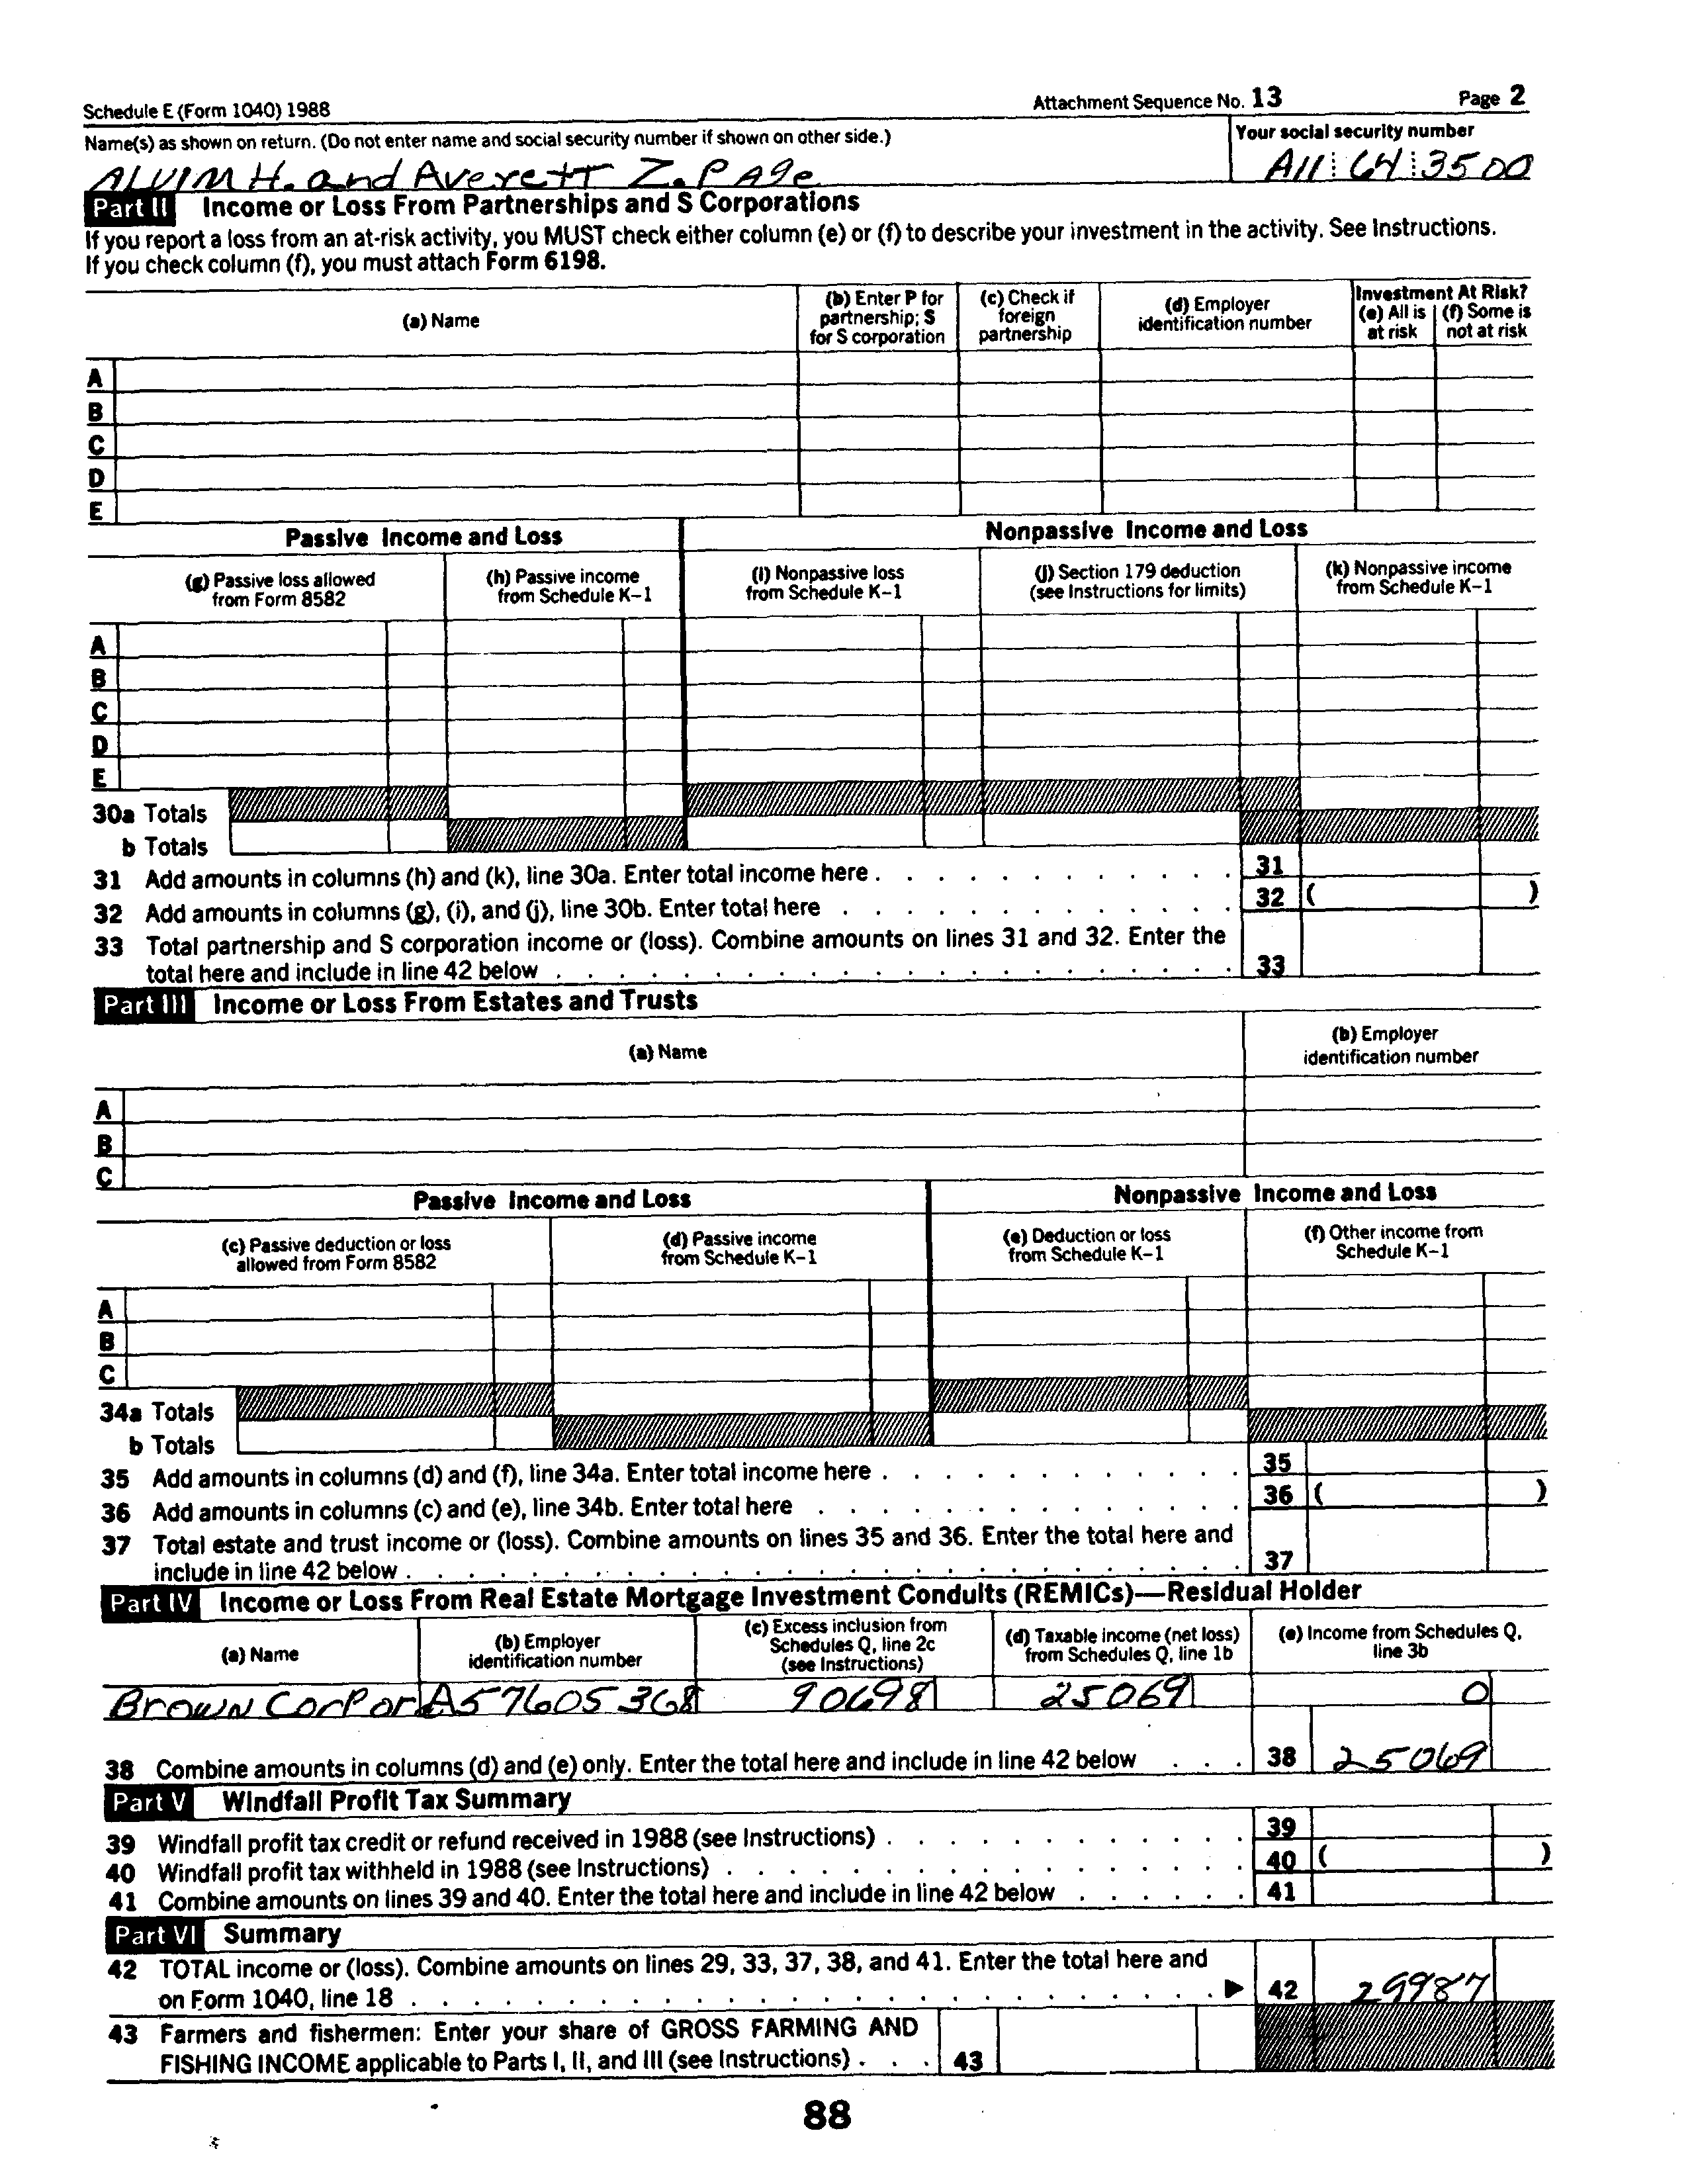 Schedule E (Form 1040) 1988 Attachment Sequence No. 13 Page 2
Name(s) as shown on return. (Do not enter name and social security number if shown on other side.) Your social security number
ALVIM H. and Averett Z. PAge A11 64 3500
Part II Income or Loss From Partnerships and S Corporations
If you report a loss from an at-risk activity, you MUST check either column (e) or (f) to describe your investment in the activity. See Instructions.
If you check column (f), you must attach Form 6198.
(a) Name (b) Enter P for partnership; S for S corporation (c) Check if foreign partnership (d) Employer identification number Investment At Risk? (e) All is at risk (f) Some is not at risk
A
B
C
D
E
Passive Income and Loss Nonpassive Income and Loss
(g) Passive loss allowed from Form 8582 (h) Passive income from Schedule K-1 (i) Nonpassive loss from Schedule K-1 (j) Section 179 deduction (see Instructions for limits) (k) Nonpassive income from Schedule K-1
A
B
C
D
E
30a Totals
b Totals
31 Add amounts in columns (h) and (k), line 30a. Enter total income here . . . . . . . . . . . . 31
32 Add amounts in columns (g), (i), and (j), line 30b. Enter total here . . . . . . . . . . . . . 32 ( )
33 Total partnership and S corporation income or (loss). Combine amounts on lines 31 and 32. Enter the
total here and include in line 42 below . . . . . . . . . . . . . . . . . . . . . . 33
Part III Income or Loss From Estates and Trusts
(a) Name (b) Employer identification number
A
B
C
Passive Income and Loss Nonpassive Income and Loss
(c) Passive deduction or loss allowed from Form 8582 (d) Passive income from Schedule K-1 (e) Deduction or loss from Schedule K-1 (f) Other income from Schedule K-1
A
B
C
34a Totals
b Totals
35 Add amounts in columns (d) and (f), line 34a. Enter total income here . . . . . . . . . . . . 35
36 Add amounts in columns (c) and (e), line 34b. Enter total here . . . . . . . . . . . . . . 36 ( )
37 Total estate and trust income or (loss). Combine amounts on lines 35 and 36. Enter the total here and
include in line 42 below . . . . . . . . . . . . . . . . . . . . . . . . . . . 37
Part IV Income or Loss From Real Estate Mortgage Investment Conduits (REMICs)—Residual Holder
(a) Name (b) Employer identification number (c) Excess inclusion from Schedules Q, line 2c (see Instructions) (d) Taxable income (net loss) from Schedules Q, line 1b (e) Income from Schedules Q, line 3b
Brown Corpor A57605368 90698 25069 0
38 Combine amounts in columns (d) and (e) only. Enter the total here and include in line 42 below . . . 38 25069
Part V Windfall Profit Tax Summary
39 Windfall profit tax credit or refund received in 1988 (see Instructions) . . . . . . . . . . . . 39
40 Windfall profit tax withheld in 1988 (see Instructions) . . . . . . . . . . . . . . . . . 40 ( )
41 Combine amounts on lines 39 and 40. Enter the total here and include in line 42 below . . . . . . 41
Part VI Summary
42 TOTAL income or (loss). Combine amounts on lines 29, 33, 37, 38, and 41. Enter the total here and
on Form 1040, line 18 . . . . . . . . . . . . . . . . . . . . . . . . . . ▶ 42 29987
43 Farmers and fishermen: Enter your share of GROSS FARMING AND
FISHING INCOME applicable to Parts I, II, and III (see Instructions) . . . 43
88